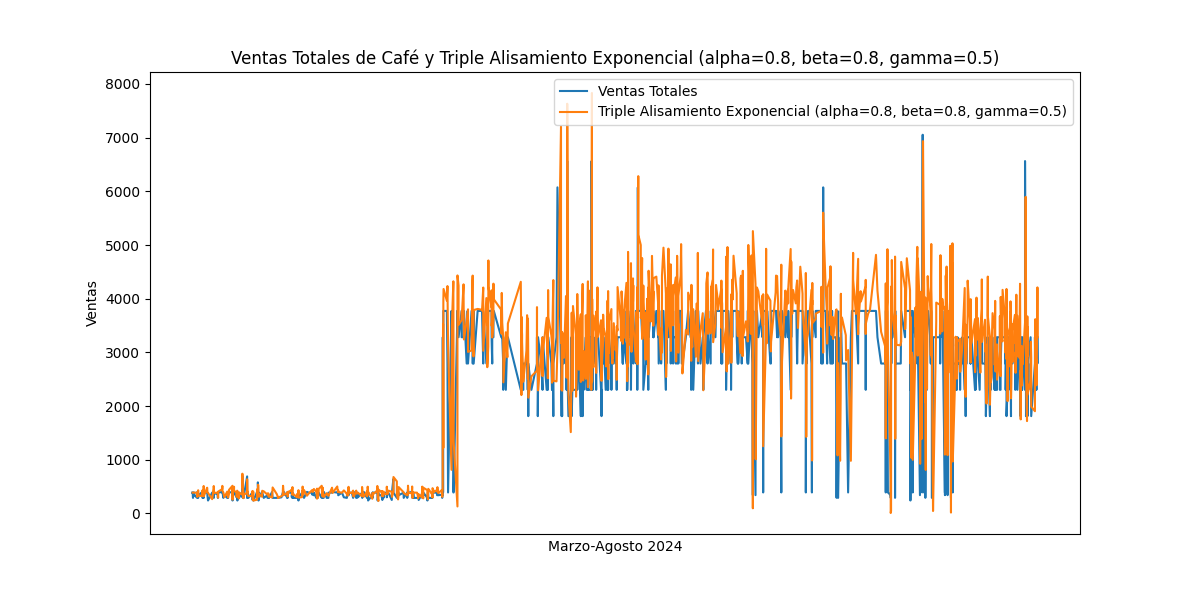 Ventas Totales de Café y Triple Alisamiento Exponencial (alpha=0.8, beta=0.8, gamma=0.5)
Ventas Totales
Triple Alisamiento Exponencial (alpha=0.8, beta=0.8, gamma=0.5)
8000
7000
6000
5000
4000
3000
2000
1000
0
Ventas
Marzo-Agosto 2024